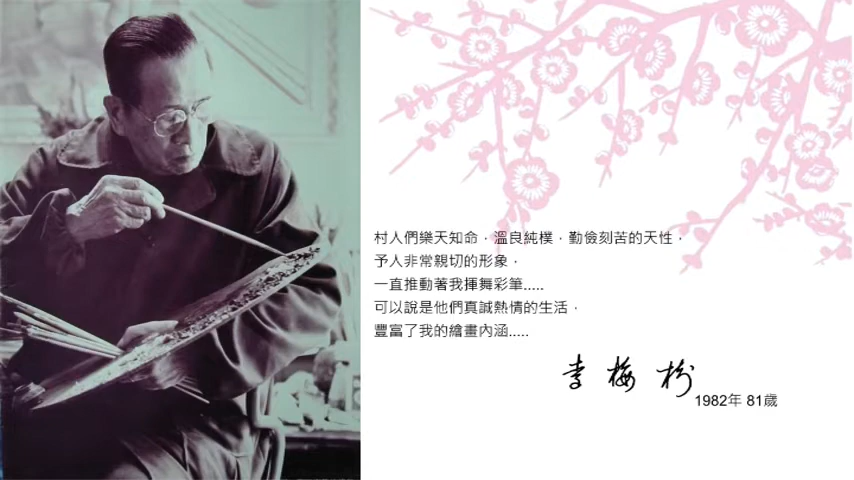 村人們樂天知命，溫良純樸，勤儉刻苦的天性，
予人非常親切的形象，
一直推動著我揮舞彩筆.....
可以說是他們真誠熱情的生活，
豐富了我的繪畫內涵.....
李梅樹
1982年 81歲